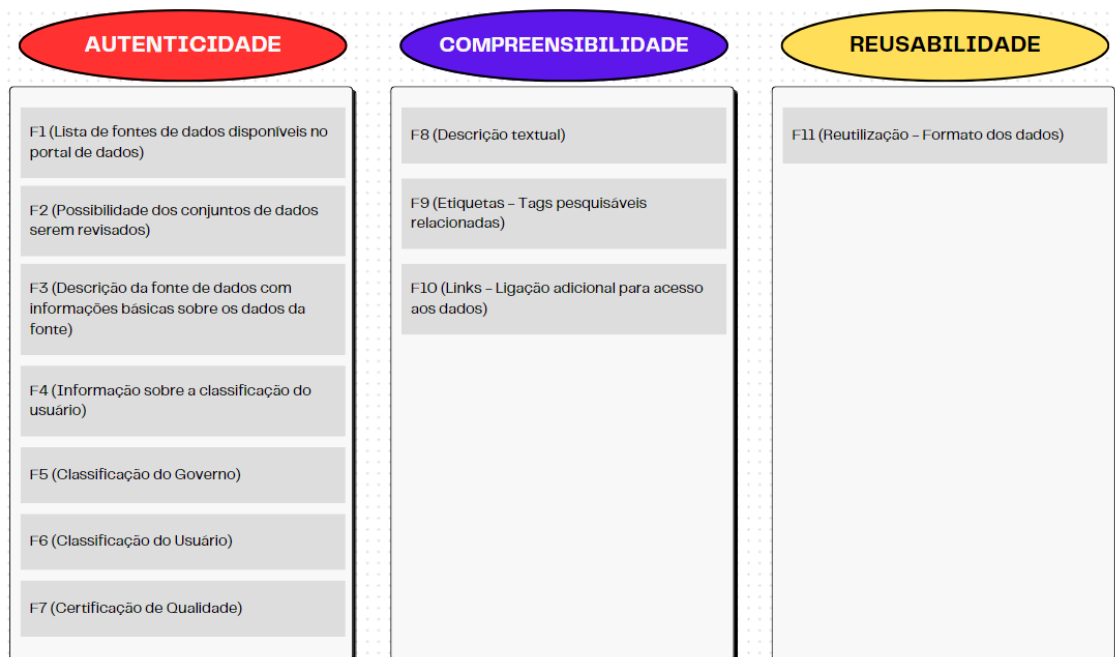 AUTENTICIDADE
F1 (Lista de fontes de dados disponíveis no
portal de dados)
F2 (Possibilidade dos conjuntos de dados
serem revisados)
F3 (Descrição da fonte de dados com
informações básicas sobre os dados da
fonte)
F4 (Informação sobre a classificação do
usuário)
F5 (Classificação do Governo)
F6 (Classificação do Usuário)
F7 (Certificação de Qualidade)
COMPREENSIBILIDADE
F8 (Descrição textual)
F9 (Etiquetas – Tags pesquisáveis
relacionadas)
F10 (Links – Ligação adicional para acesso
aos dados)
REUSABILIDADE
F11 (Reutilização – Formato dos dados)